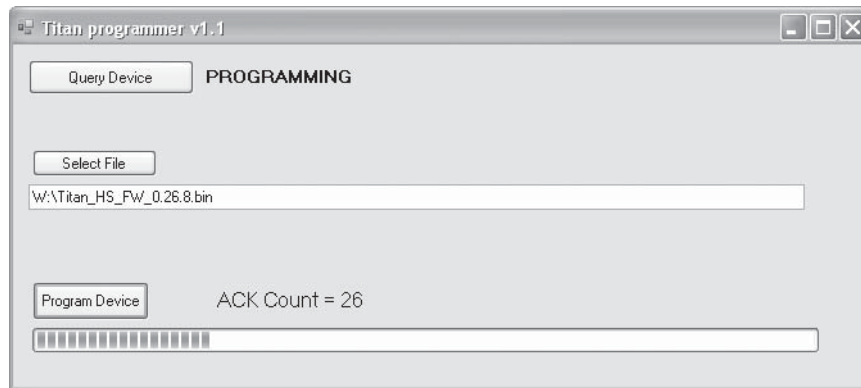 Titan programmer v1.1
Query Device PROGRAMMING
Select File
W:\Titan_HS_FW_0.26.8.bin
Program Device ACK Count = 26